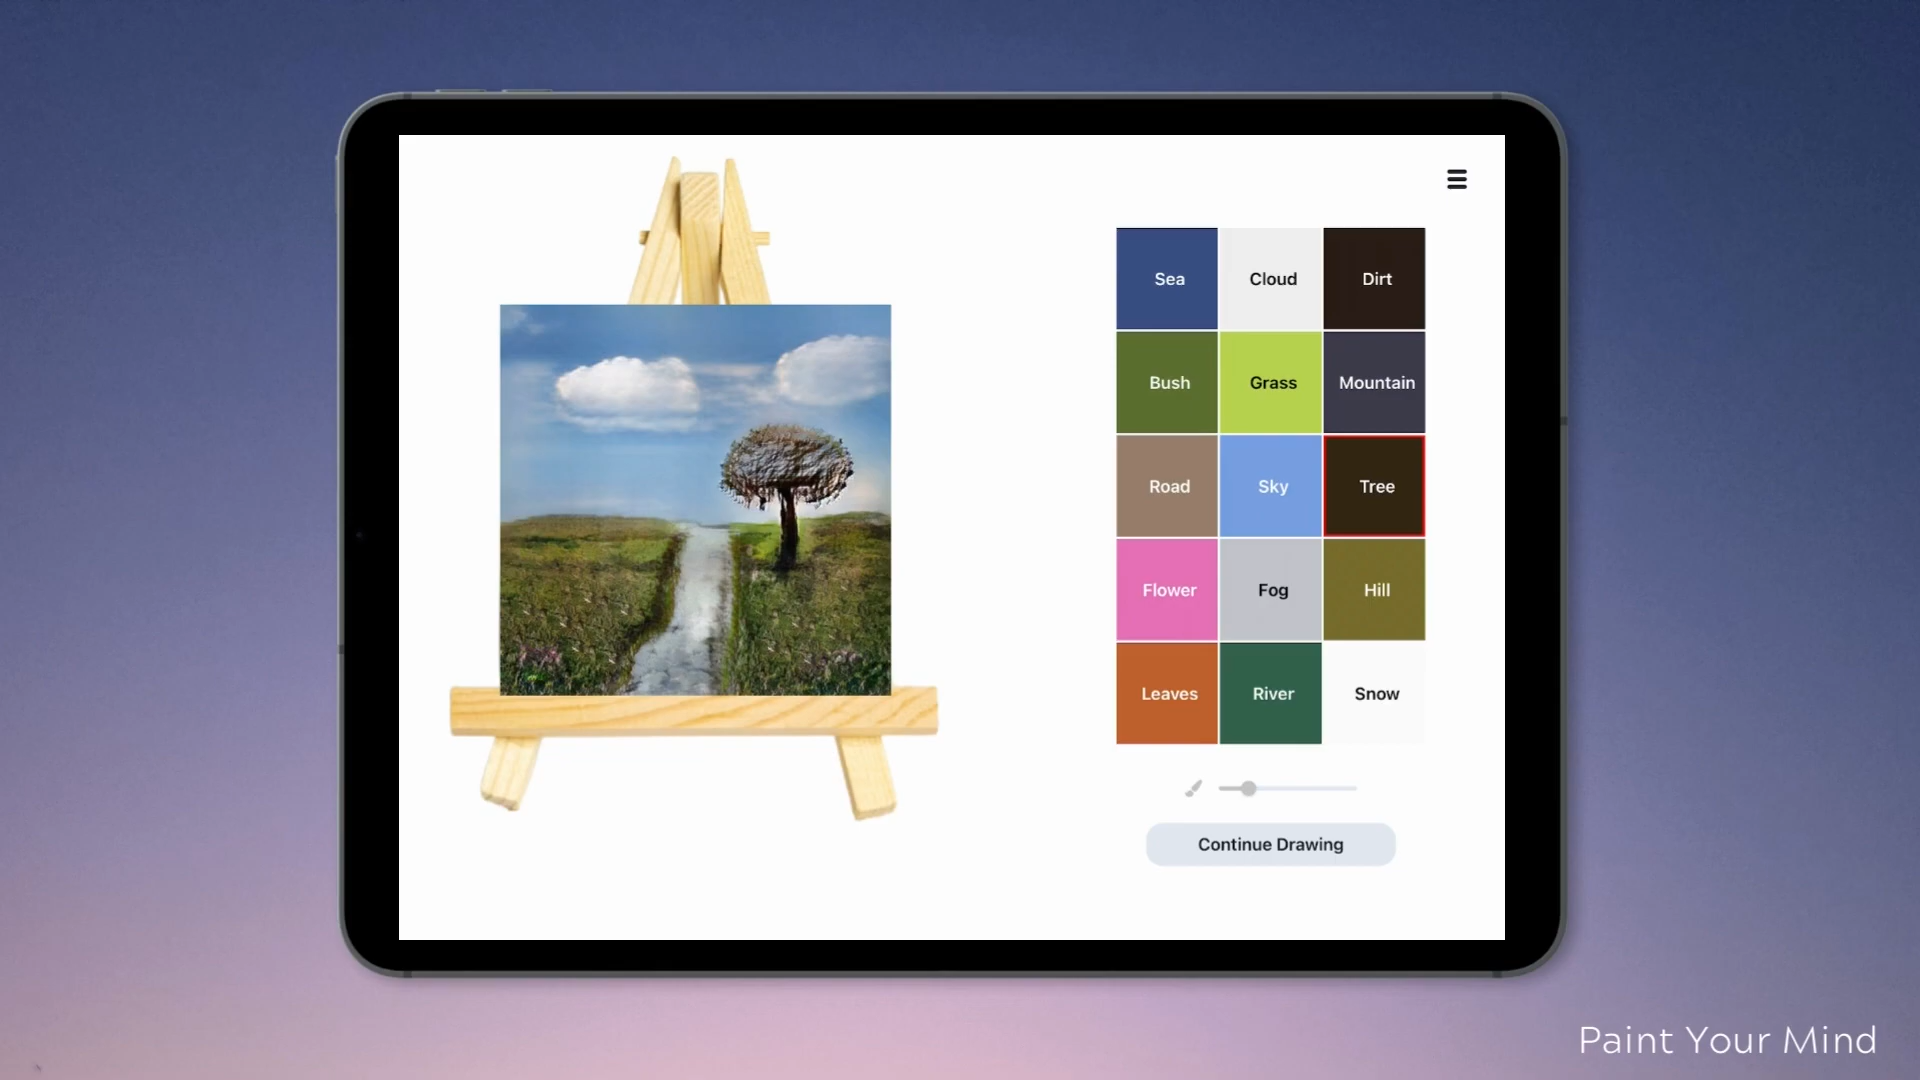 Sea Cloud Dirt
Bush Grass Mountain
Road Sky Tree
Flower Fog Hill
Leaves River Snow
Continue Drawing
Paint Your Mind